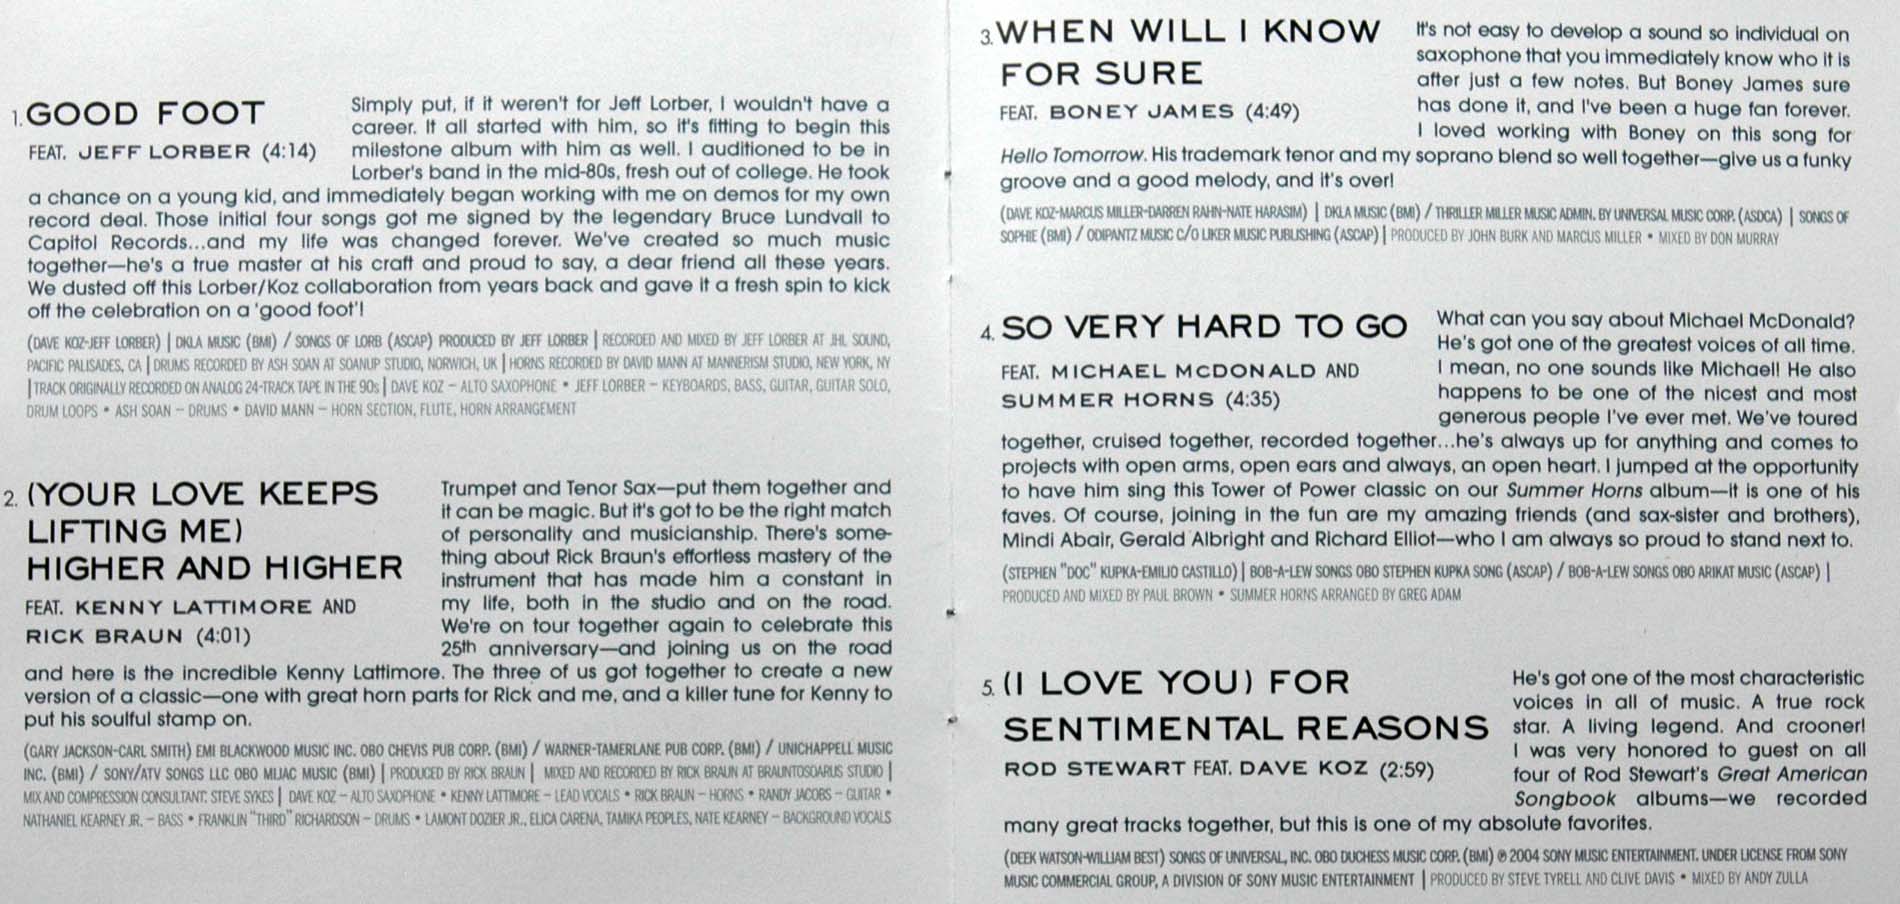 1. GOOD FOOT
FEAT. JEFF LORBER (4:14)
Simply put, if it weren't for Jeff Lorber, I wouldn't have a
career. It all started with him, so it's fitting to begin this
milestone album with him as well. I auditioned to be in
Lorber's band in the mid-80s, fresh out of college. He took
a chance on a young kid, and immediately began working with me on demos for my own
record deal. Those initial four songs got me signed by the legendary Bruce Lundvall to
Capitol Records...and my life was changed forever. We've created so much music
together—he's a true master at his craft and proud to say, a dear friend all these years.
We dusted off this Lorber/Koz collaboration from years back and gave it a fresh spin to kick
off the celebration on a 'good foot'!
(DAVE KOZ-JEFF LORBER) | DKLA MUSIC (BMI) / SONGS OF LORB (ASCAP) PRODUCED BY JEFF LORBER | RECORDED AND MIXED BY JEFF LORBER AT JHL SOUND,
PACIFIC PALISADES, CA | DRUMS RECORDED BY ASH SOAN AT SOANUP STUDIO, NORWICH, UK | HORNS RECORDED BY DAVID MANN AT MANNERISM STUDIO, NEW YORK, NY
| TRACK ORIGINALLY RECORDED ON ANALOG 24-TRACK TAPE IN THE 90s | DAVE KOZ – ALTO SAXOPHONE • JEFF LORBER – KEYBOARDS, BASS, GUITAR, GUITAR SOLO,
DRUM LOOPS • ASH SOAN – DRUMS • DAVID MANN – HORN SECTION, FLUTE, HORN ARRANGEMENT
2. (YOUR LOVE KEEPS
LIFTING ME)
HIGHER AND HIGHER
FEAT. KENNY LATTIMORE AND
RICK BRAUN (4:01)
Trumpet and Tenor Sax—put them together and
it can be magic. But it's got to be the right match
of personality and musicianship. There's some-
thing about Rick Braun's effortless mastery of the
instrument that has made him a constant in
my life, both in the studio and on the road.
We're on tour together again to celebrate this
25th anniversary—and joining us on the road
and here is the incredible Kenny Lattimore. The three of us got together to create a new
version of a classic—one with great horn parts for Rick and me, and a killer tune for Kenny to
put his soulful stamp on.
(GARY JACKSON-CARL SMITH) EMI BLACKWOOD MUSIC INC. OBO CHEVIS PUB CORP. (BMI) / WARNER-TAMERLANE PUB CORP. (BMI) / UNICHAPPELL MUSIC
INC. (BMI) / SONY/ATV SONGS LLC OBO MIJAC MUSIC (BMI) | PRODUCED BY RICK BRAUN | MIXED AND RECORDED BY RICK BRAUN AT BRAUNTOSOARUS STUDIO |
MIX AND COMPRESSION CONSULTANT: STEVE SYKES | DAVE KOZ – ALTO SAXOPHONE • KENNY LATTIMORE – LEAD VOCALS • RICK BRAUN – HORNS • RANDY JACOBS – GUITAR •
NATHANIEL KEARNEY JR. – BASS • FRANKLIN "THIRD" RICHARDSON – DRUMS • LAMONT DOZIER JR., ELICA CARENA, TAMIKA PEOPLES, NATE KEARNEY – BACKGROUND VOCALS
3. WHEN WILL I KNOW
FOR SURE
FEAT. BONEY JAMES (4:49)
It's not easy to develop a sound so individual on
saxophone that you immediately know who it is
after just a few notes. But Boney James sure
has done it, and I've been a huge fan forever.
I loved working with Boney on this song for
Hello Tomorrow. His trademark tenor and my soprano blend so well together—give us a funky
groove and a good melody, and it's over!
(DAVE KOZ-MARCUS MILLER-DARREN RAHN-NATE HARASIM) | DKLA MUSIC (BMI) / THRILLER MILLER MUSIC ADMIN. BY UNIVERSAL MUSIC CORP. (ASDCA) | SONGS OF
SOPHIE (BMI) / ODIPANTZ MUSIC C/O LIKER MUSIC PUBLISHING (ASCAP) | PRODUCED BY JOHN BURK AND MARCUS MILLER • MIXED BY DON MURRAY
4. SO VERY HARD TO GO
FEAT. MICHAEL MCDONALD AND
SUMMER HORNS (4:35)
What can you say about Michael McDonald?
He's got one of the greatest voices of all time.
I mean, no one sounds like Michael! He also
happens to be one of the nicest and most
generous people I've ever met. We've toured
together, cruised together, recorded together...he's always up for anything and comes to
projects with open arms, open ears and always, an open heart. I jumped at the opportunity
to have him sing this Tower of Power classic on our Summer Horns album—it is one of his
faves. Of course, joining in the fun are my amazing friends (and sax-sister and brothers),
Mindi Abair, Gerald Albright and Richard Elliot—who I am always so proud to stand next to.
(STEPHEN "DOC" KUPKA-EMILIO CASTILLO) | BOB-A-LEW SONGS OBO STEPHEN KUPKA SONG (ASCAP) / BOB-A-LEW SONGS OBO ARIKAT MUSIC (ASCAP) |
PRODUCED AND MIXED BY PAUL BROWN • SUMMER HORNS ARRANGED BY GREG ADAM
5. (I LOVE YOU) FOR
SENTIMENTAL REASONS
ROD STEWART FEAT. DAVE KOZ (2:59)
He's got one of the most characteristic
voices in all of music. A true rock
star. A living legend. And crooner!
I was very honored to guest on all
four of Rod Stewart's Great American
Songbook albums—we recorded
many great tracks together, but this is one of my absolute favorites.
(DEEK WATSON-WILLIAM BEST) SONGS OF UNIVERSAL, INC. OBO DUCHESS MUSIC CORP. (BMI) ℗ 2004 SONY MUSIC ENTERTAINMENT. UNDER LICENSE FROM SONY
MUSIC COMMERCIAL GROUP, A DIVISION OF SONY MUSIC ENTERTAINMENT | PRODUCED BY STEVE TYRELL AND CLIVE DAVIS • MIXED BY ANDY ZULLA